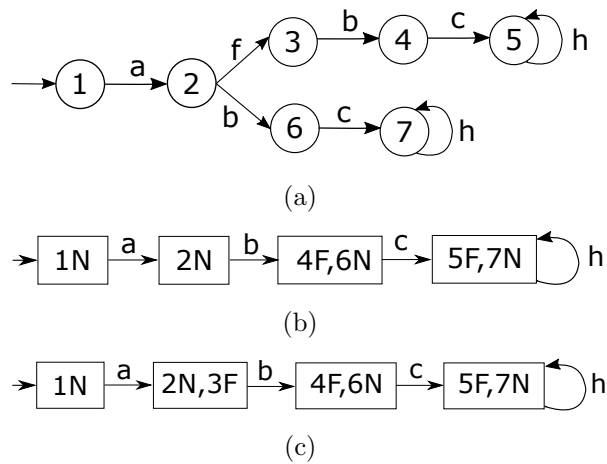 3 b 4 c 5 h
1 a 2 f
b 6 c 7 h
(a)
1N a 2N b 4F,6N c 5F,7N h
(b)
1N a 2N,3F b 4F,6N c 5F,7N h
(c)